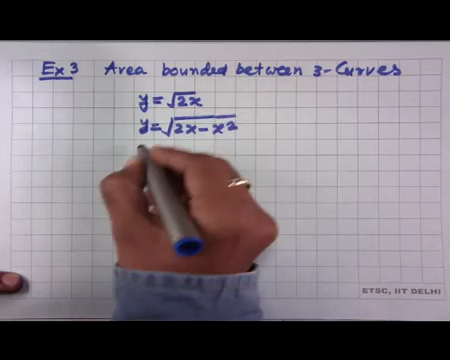 Ex 3 Area bounded between 3-Curves
y = √2x
y = √2x - x2
ETSC, IIT DELHI